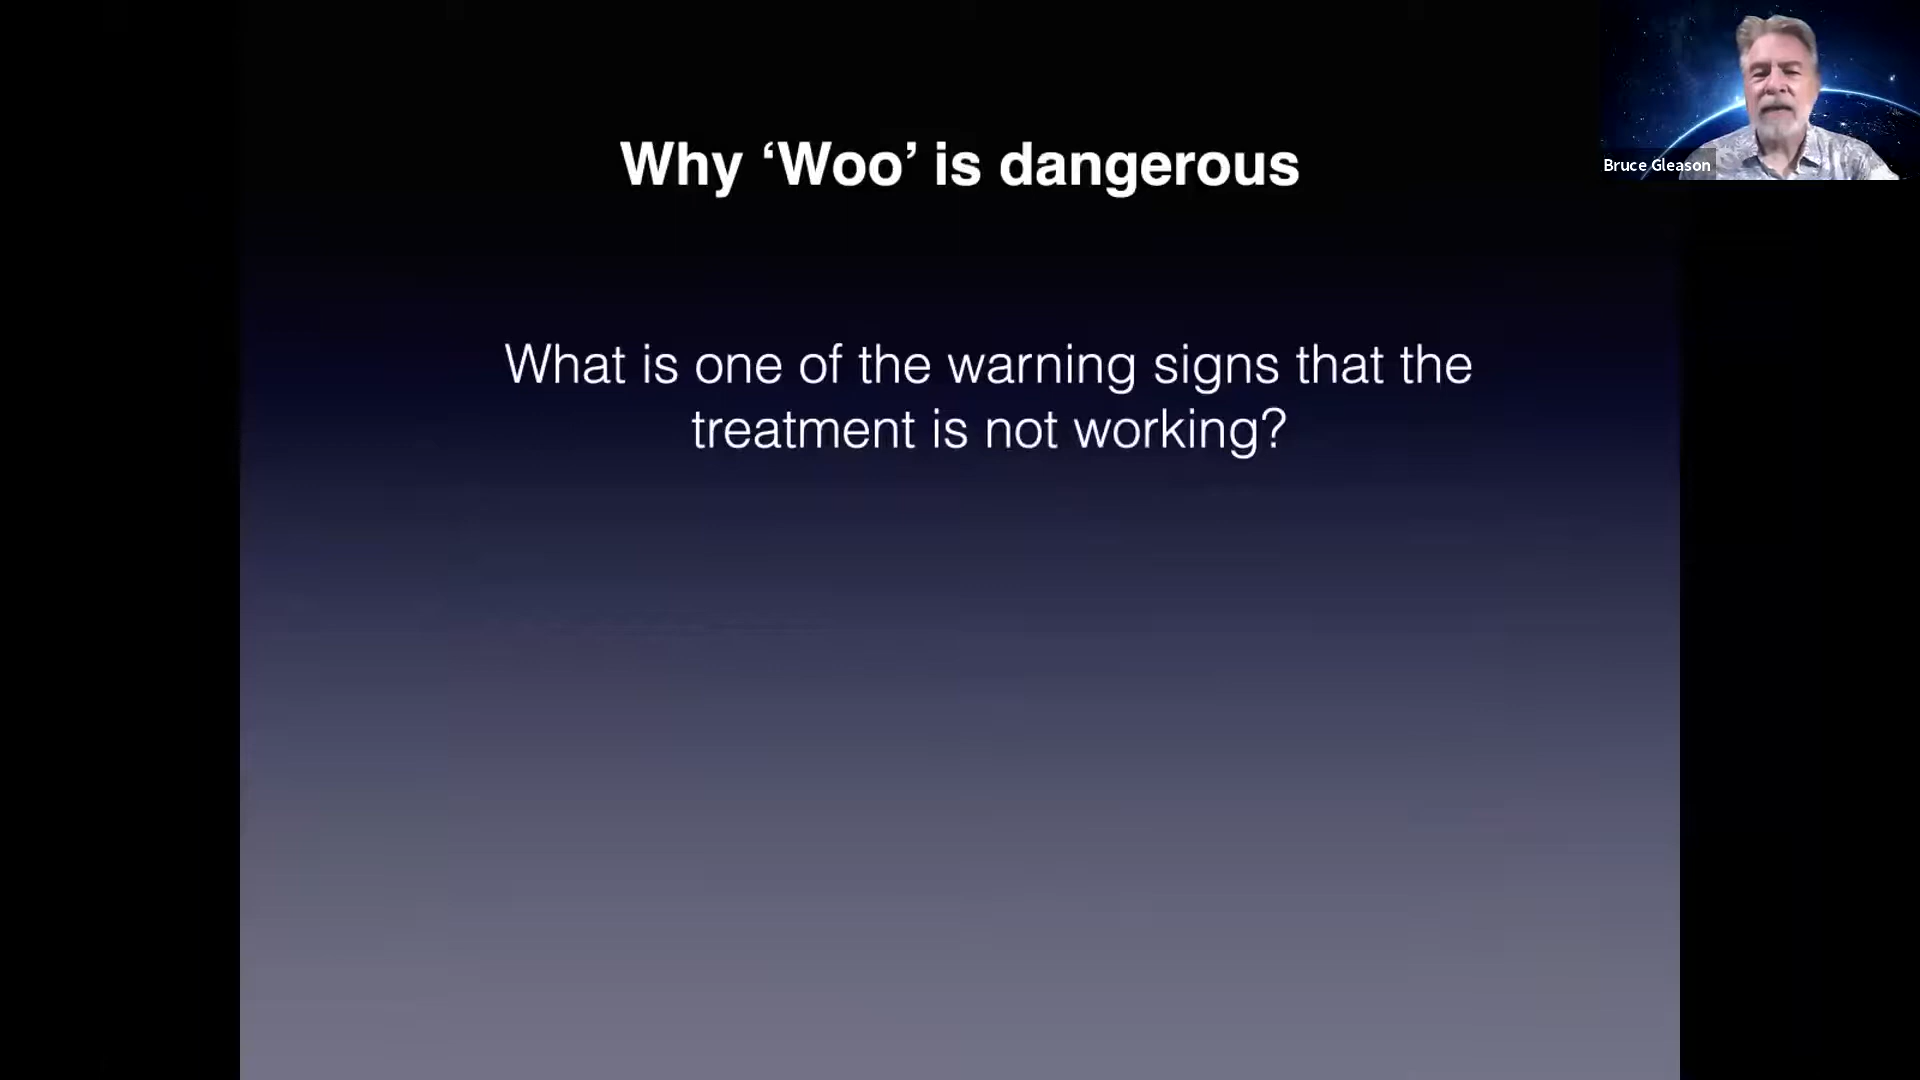 Why ‘Woo’ is dangerous
What is one of the warning signs that the
treatment is not working?
Bruce Gleason